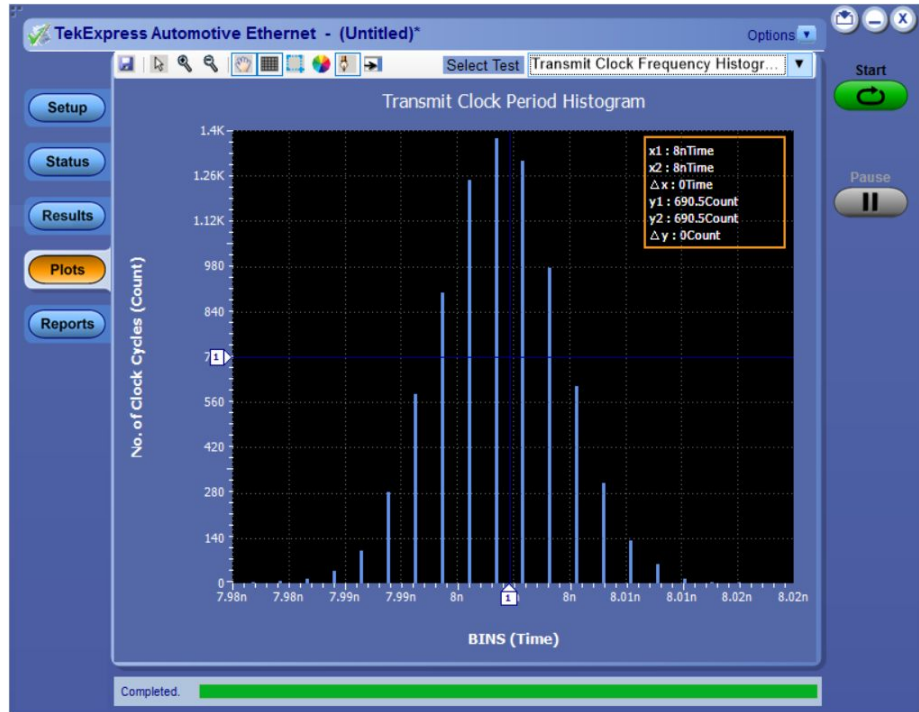 TekExpress Automotive Ethernet - (Untitled)*
Options
Select Test
Transmit Clock Frequency Histogr...
Start
Pause
Setup
Status
Results
Plots
Reports
Transmit Clock Period Histogram
x1 : 8nTime
x2 : 8nTime
Δx : 0Time
y1 : 690.5Count
y2 : 690.5Count
Δy : 0Count
No. of Clock Cycles (Count)
1.4K
1.26K
1.12K
980
840
1
560
420
280
140
0
7.98n 7.98n 7.99n 7.99n 8n 1 8n 8.01n 8.01n 8.02n 8.02n
BINS (Time)
Completed.